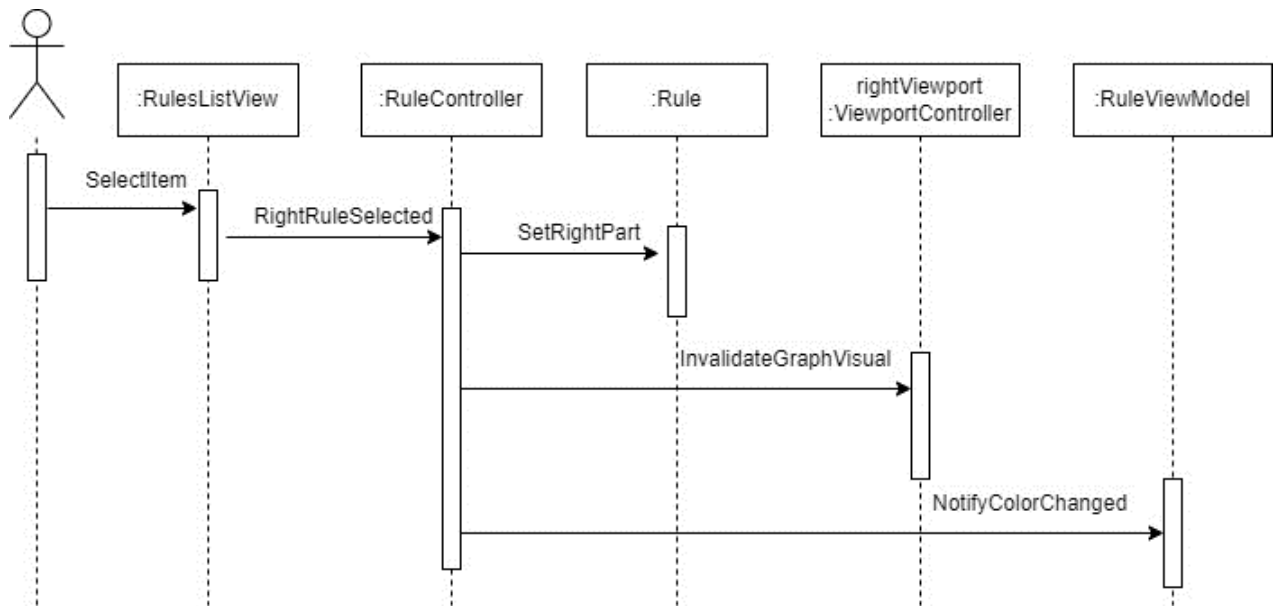 :RulesListView
:RuleController
:Rule
rightViewport
:ViewportController
:RuleViewModel
SelectItem
RightRuleSelected
SetRightPart
InvalidateGraphVisual
NotifyColorChanged